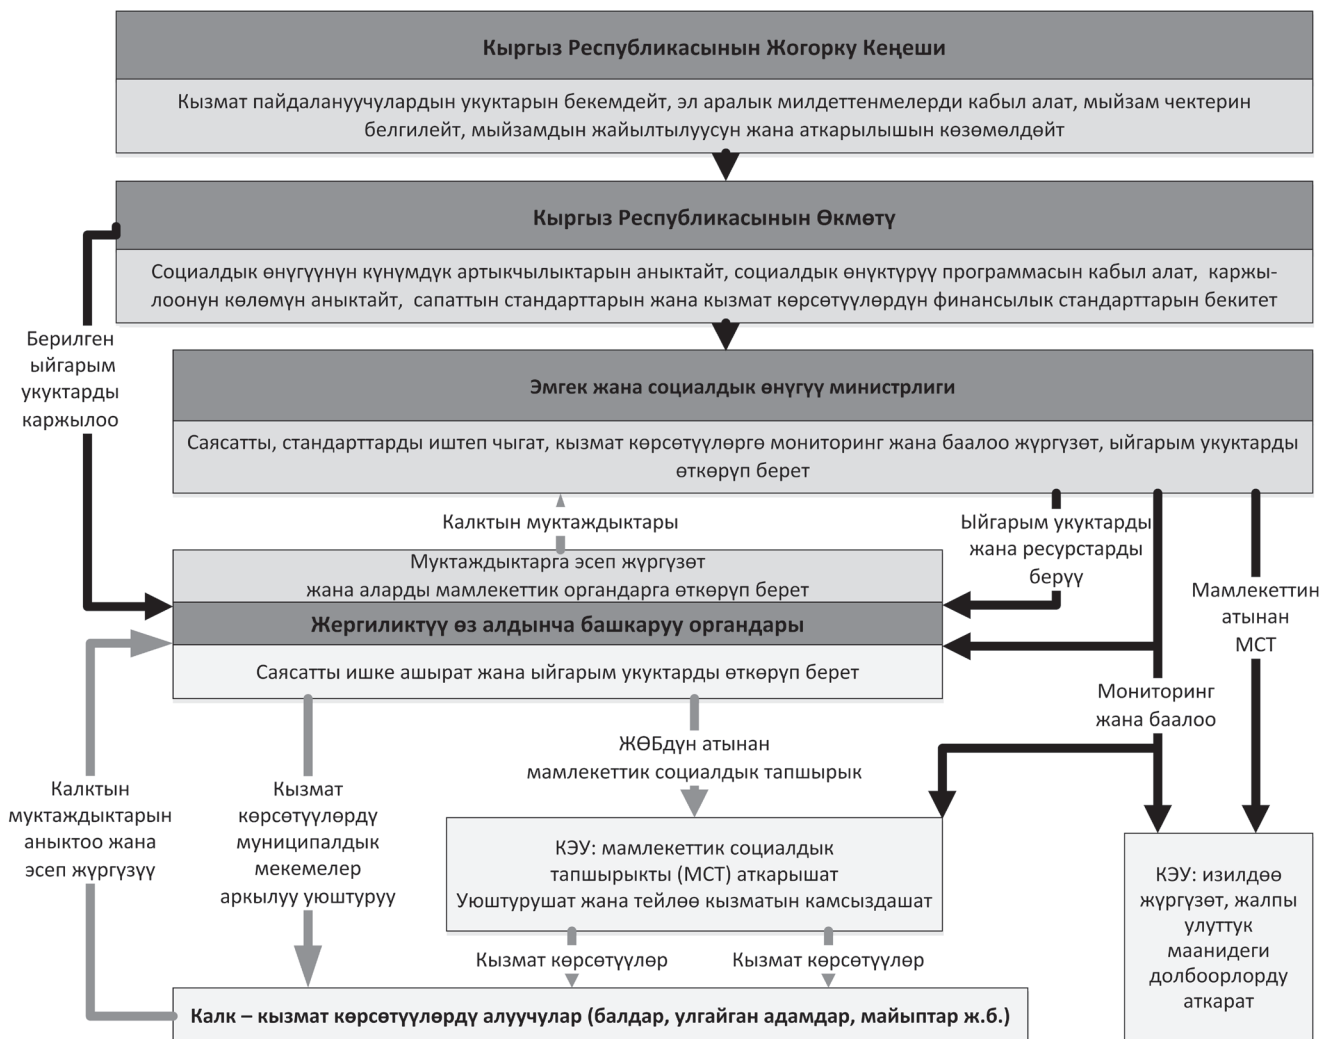 Кыргыз Республикасынын Жогорку Кеңеши
Кызмат пайдалануучулардын укуктарын бекемдейт, эл аралык милдеттенмелерди кабыл алат, мыйзам чектерин
белгилейт, мыйзамдын жайылтылуусун жана аткарылышын көзөмөлдөйт
Кыргыз Республикасынын Өкмөтү
Социалдык өнүгүүнүн күнүмдүк артыкчылыктарын аныктайт, социалдык өнүктүрүү программасын кабыл алат, каржы-
лоонун көлөмүн аныктайт, сапаттын стандарттарын жана кызмат көрсөтүүлөрдүн финансылык стандарттарын бекитет
Берилген
ыйгарым
укуктарды
каржылоо
Эмгек жана социалдык өнүгүү министрлиги
Саясатты, стандарттарды иштеп чыгат, кызмат көрсөтүүлөргө мониторинг жана баалоо жүргүзөт, ыйгарым укуктарды
өткөрүп берет
Калктын муктаждыктары
Ыйгарым укуктарды
жана ресурстарды
берүү
Мамлекеттин
атынан
МСТ
Муктаждыктарга эсеп жүргүзөт
жана аларды мамлекеттик органдарга өткөрүп берет
Жергиликтүү өз алдынча башкаруу органдары
Саясатты ишке ашырат жана ыйгарым укуктарды өткөрүп берет
Мониторинг
жана баалоо
ЖӨБдүн атынан
мамлекеттик социалдык тапшырык
Калктын
муктаждыктарын
аныктоо жана
эсеп жүргүзүү
Кызмат
көрсөтүүлөрдү
муниципалдык
мекемелер
аркылуу уюштуруу
КЭУ: мамлекеттик социалдык
тапшырыкты (МСТ) аткарышат
Уюштурушат жана тейлөө кызматын камсыздашат
КЭУ: изилдөө
жүргүзөт, жалпы
улуттук
маанидеги
долбоорлорду
аткарат
Кызмат көрсөтүүлөр
Кызмат көрсөтүүлөр
Калк – кызмат көрсөтүүлөрдү алуучулар (балдар, улгайган адамдар, майыптар ж.б.)